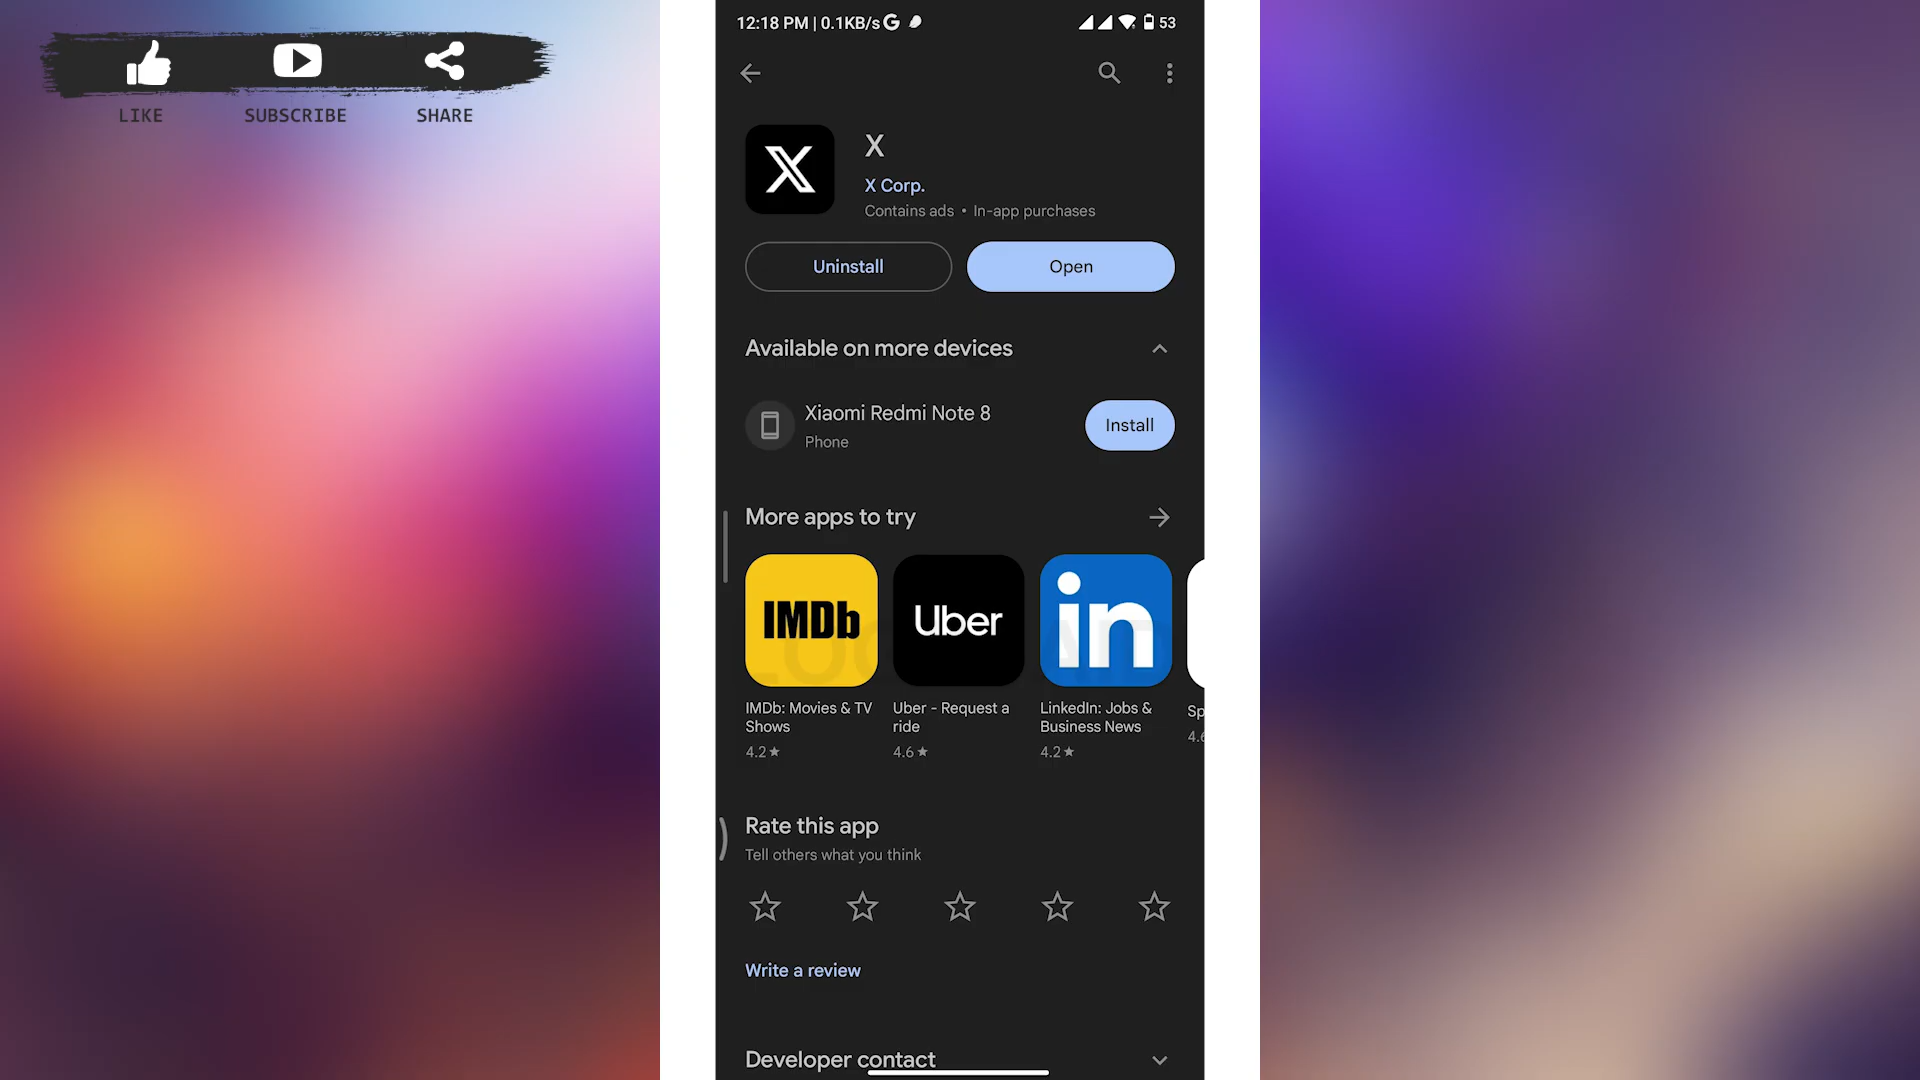 LIKE
SUBSCRIBE
SHARE
12:18 PM | 0.1KB/s
53
X
X Corp.
Contains ads • In-app purchases
Uninstall
Open
Available on more devices
Xiaomi Redmi Note 8
Phone
Install
More apps to try
IMDb
Uber
in
IMDb: Movies & TV
Shows
4.2★
Uber - Request a
ride
4.6★
LinkedIn: Jobs &
Business News
4.2★
Sp
4.6
Rate this app
Tell others what you think
Write a review
Developer contact